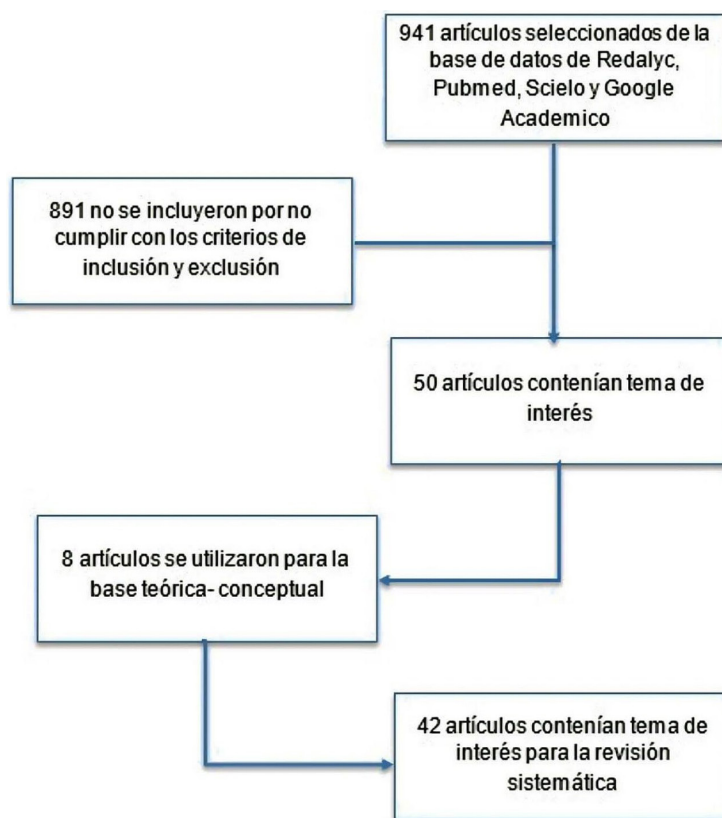 941 artículos seleccionados de la
base de datos de Redalyc,
Pubmed, Scielo y Google
Academico
891 no se incluyeron por no
cumplir con los criterios de
inclusión y exclusión
50 artículos contenían tema de
interés
8 artículos se utilizaron para la
base teórica- conceptual
42 artículos contenían tema de
interés para la revisión
sistemática